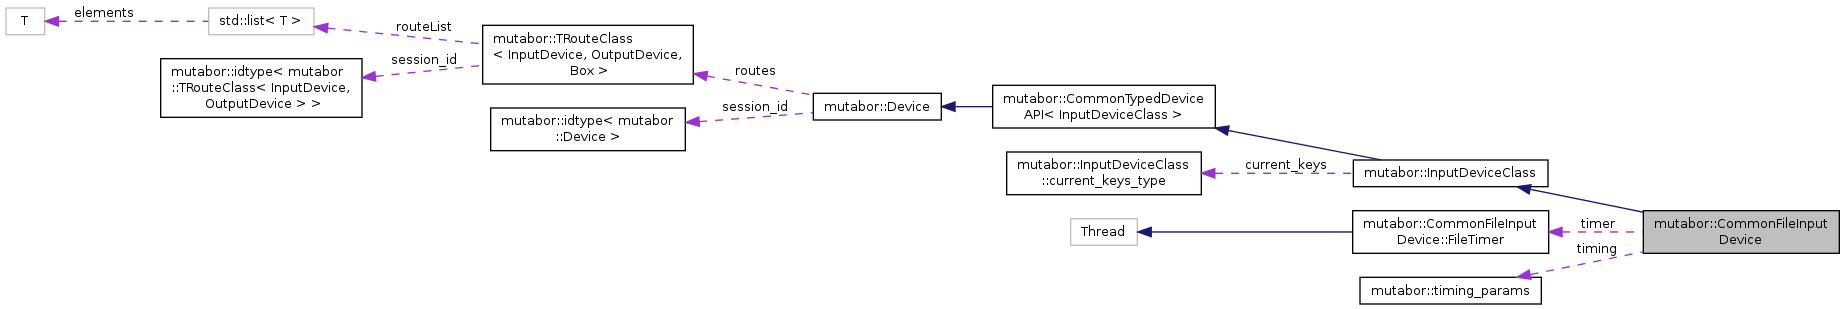 T
elements
std::list< T >
routeList
mutabor::TRouteClass
< InputDevice, OutputDevice,
Box >
session_id
mutabor::idtype< mutabor
::TRouteClass< InputDevice,
OutputDevice > >
routes
session_id
mutabor::Device
mutabor::idtype< mutabor
::Device >
mutabor::CommonTypedDevice
API< InputDeviceClass >
mutabor::InputDeviceClass
::current_keys_type
current_keys
mutabor::InputDeviceClass
Thread
mutabor::CommonFileInput
Device::FileTimer
timer
timing
mutabor::CommonFileInput
Device
mutabor::timing_params